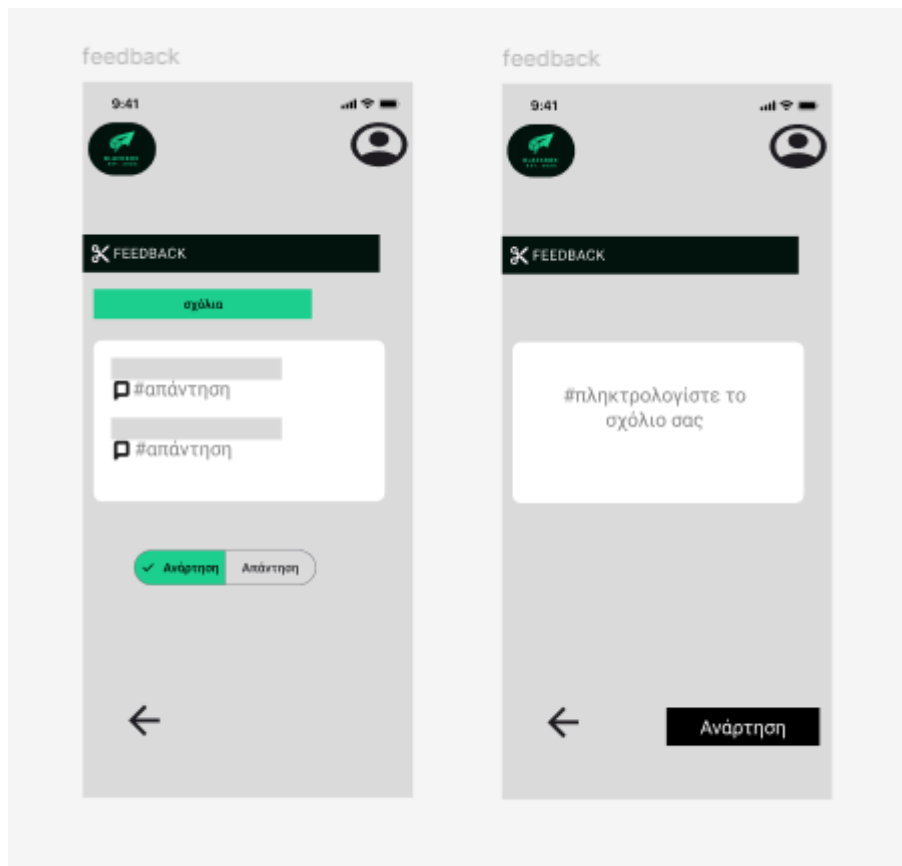 feedback
9:41
FEEDBACK
σχόλια
#απάντηση
#απάντηση
Ανάρτηση
Απάντηση
feedback
9:41
FEEDBACK
#πληκτρολογίστε το
σχόλιο σας
Ανάρτηση